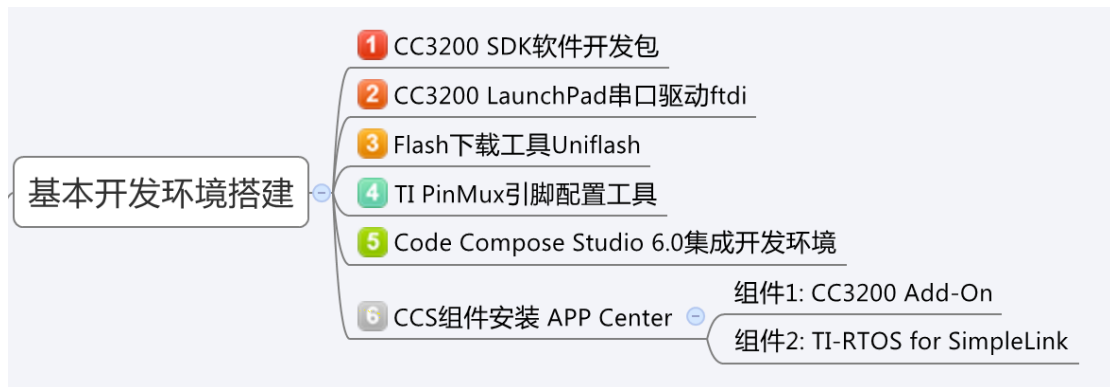 基本开发环境搭建
1 CC3200 SDK软件开发包
2 CC3200 LaunchPad串口驱动ftdi
3 Flash下载工具Uniflash
4 TI PinMux引脚配置工具
5 Code Compose Studio 6.0集成开发环境
6 CCS组件安装 APP Center
组件1: CC3200 Add-On
组件2: TI-RTOS for SimpleLink